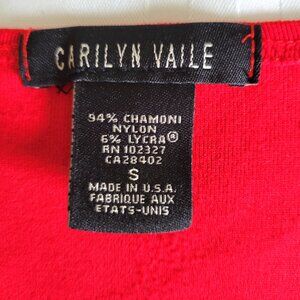 CARILYN VAILE
94% CHAMONI
NYLON
6% LYCRA®
RN 102327
CA28402
S
MADE IN U.S.A.
FABRIQUE AUX
ETATS-UNIS